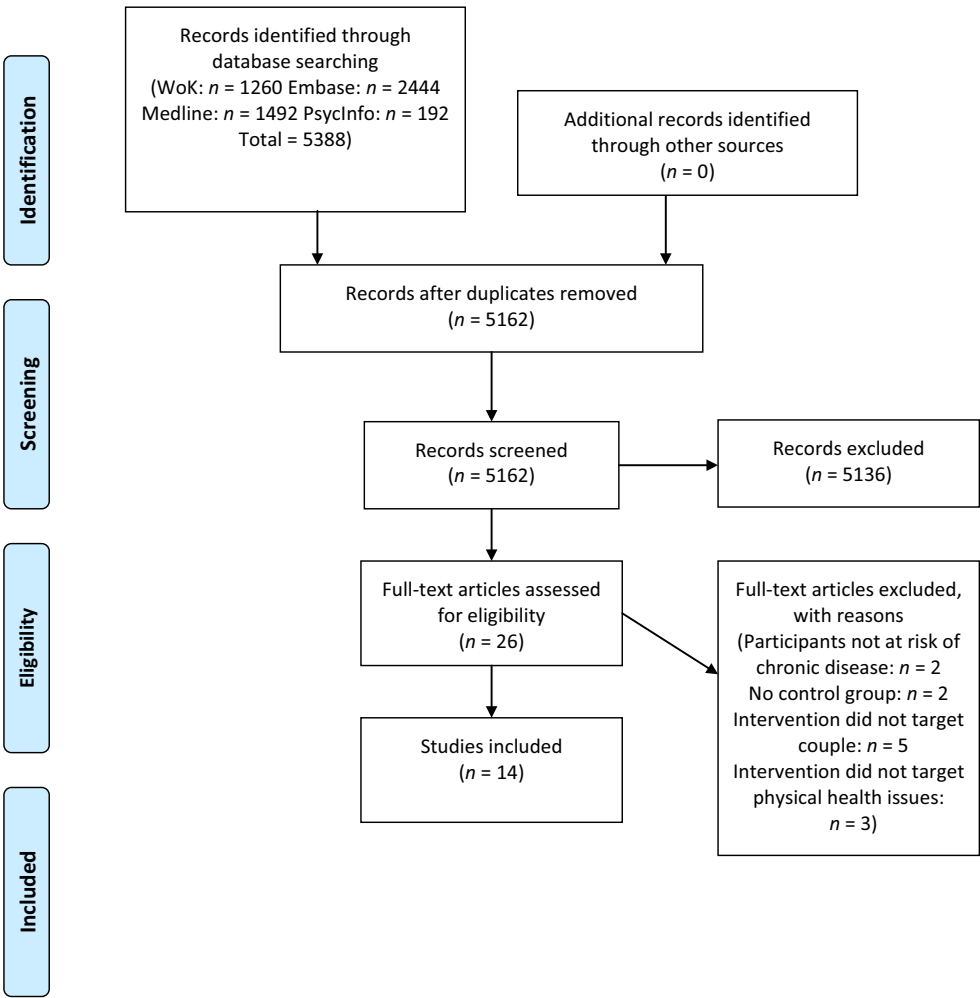 Identification
Records identified through
database searching
(WoK: n = 1260 Embase: n = 2444
Medline: n = 1492 PsycInfo: n = 192
Total = 5388)
Additional records identified
through other sources
(n = 0)
Records after duplicates removed
(n = 5162)
Screening
Records screened
(n = 5162)
Records excluded
(n = 5136)
Eligibility
Full-text articles assessed
for eligibility
(n = 26)
Full-text articles excluded,
with reasons
(Participants not at risk of
chronic disease: n = 2
No control group: n = 2
Intervention did not target
couple: n = 5
Intervention did not target
physical health issues:
n = 3)
Studies included
(n = 14)
Included